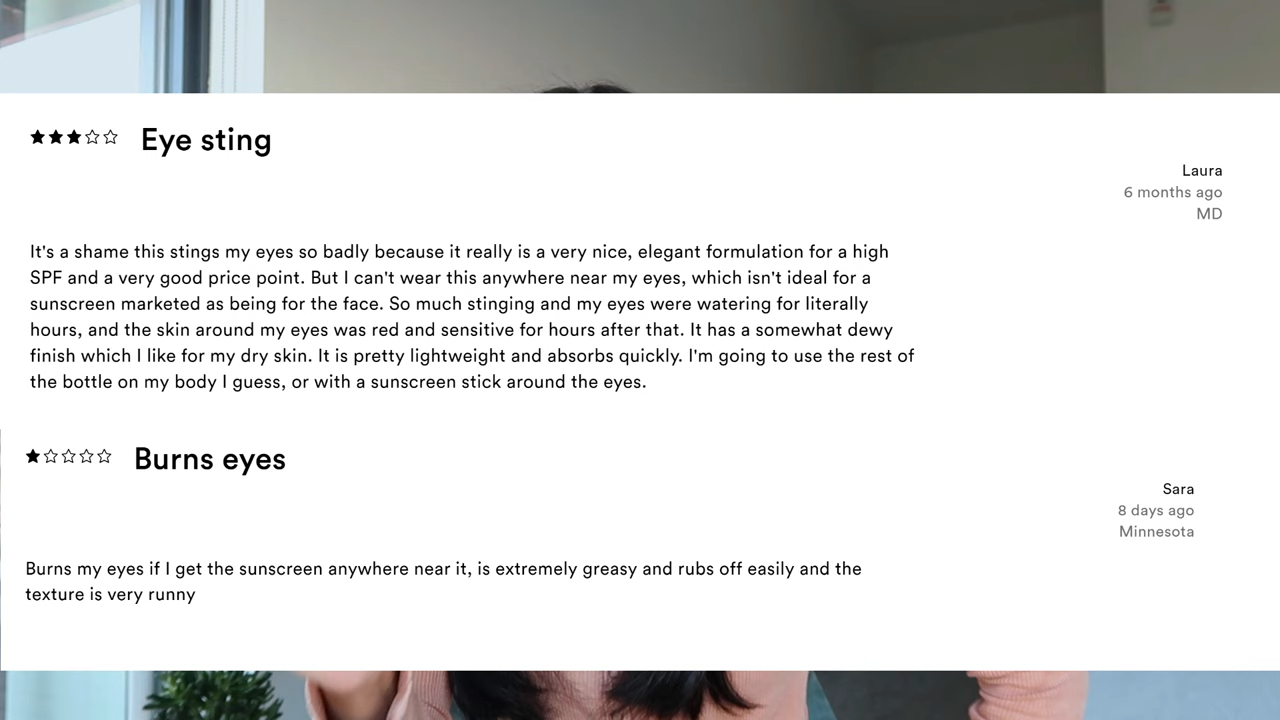 Eye sting
Laura
6 months ago
MD
It's a shame this stings my eyes so badly because it really is a very nice, elegant formulation for a high
SPF and a very good price point. But I can't wear this anywhere near my eyes, which isn't ideal for a
sunscreen marketed as being for the face. So much stinging and my eyes were watering for literally
hours, and the skin around my eyes was red and sensitive for hours after that. It has a somewhat dewy
finish which I like for my dry skin. It is pretty lightweight and absorbs quickly. I'm going to use the rest of
the bottle on my body I guess, or with a sunscreen stick around the eyes.
Burns eyes
Sara
8 days ago
Minnesota
Burns my eyes if I get the sunscreen anywhere near it, is extremely greasy and rubs off easily and the
texture is very runny